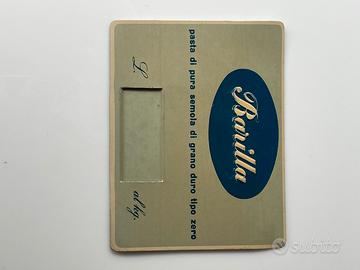 Barilla
pasta di pura semola di grano duro tipo zero
L.
al kg.
subito